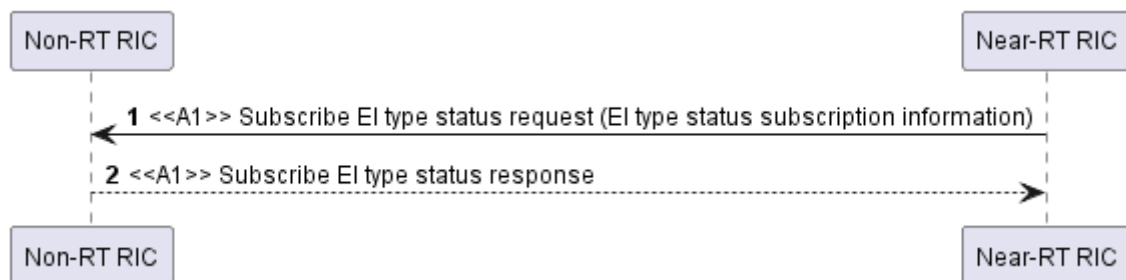 Non-RT RIC
Near-RT RIC
1 <<A1>> Subscribe EI type status request (EI type status subscription information)
2 <<A1>> Subscribe EI type status response
Non-RT RIC
Near-RT RIC